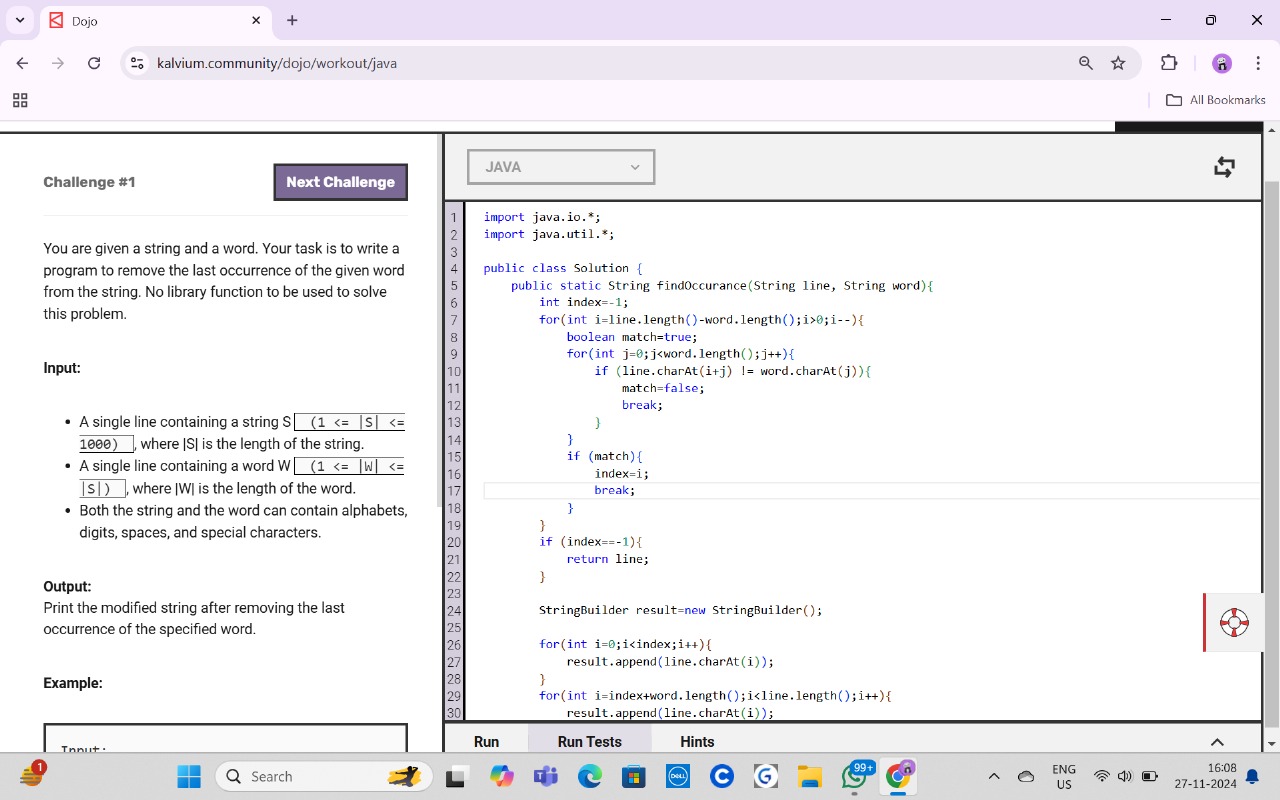 Dojo
kalvium.community/dojo/workout/java
All Bookmarks
Challenge #1
Next Challenge
You are given a string and a word. Your task is to write a
program to remove the last occurrence of the given word
from the string. No library function to be used to solve
this problem.
Input:
• A single line containing a string S (1 <= |S| <=
1000) , where |S| is the length of the string.
• A single line containing a word W (1 <= |W| <=
|S|) , where |W| is the length of the word.
• Both the string and the word can contain alphabets,
digits, spaces, and special characters.
Output:
Print the modified string after removing the last
occurrence of the specified word.
Example:
Input:
JAVA
1 import java.io.*;
2 import java.util.*;
3
4 public class Solution {
5 public static String findOccurance(String line, String word){
6 int index=-1;
7 for(int i=line.length()-word.length();i>0;i--){
8 boolean match=true;
9 for(int j=0;j<word.length();j++){
10 if (line.charAt(i+j) != word.charAt(j)){
11 match=false;
12 break;
13 }
14 }
15 if (match){
16 index=i;
17 break;
18 }
19 }
20 if (index==-1){
21 return line;
22 }
23
24 StringBuilder result=new StringBuilder();
25
26 for(int i=0;i<index;i++){
27 result.append(line.charAt(i));
28 }
29 for(int i=index+word.length();i<line.length();i++){
30 result.append(line.charAt(i));
Run Run Tests Hints
1
Search
DELL
99+
ENG
US
16:08
27-11-2024